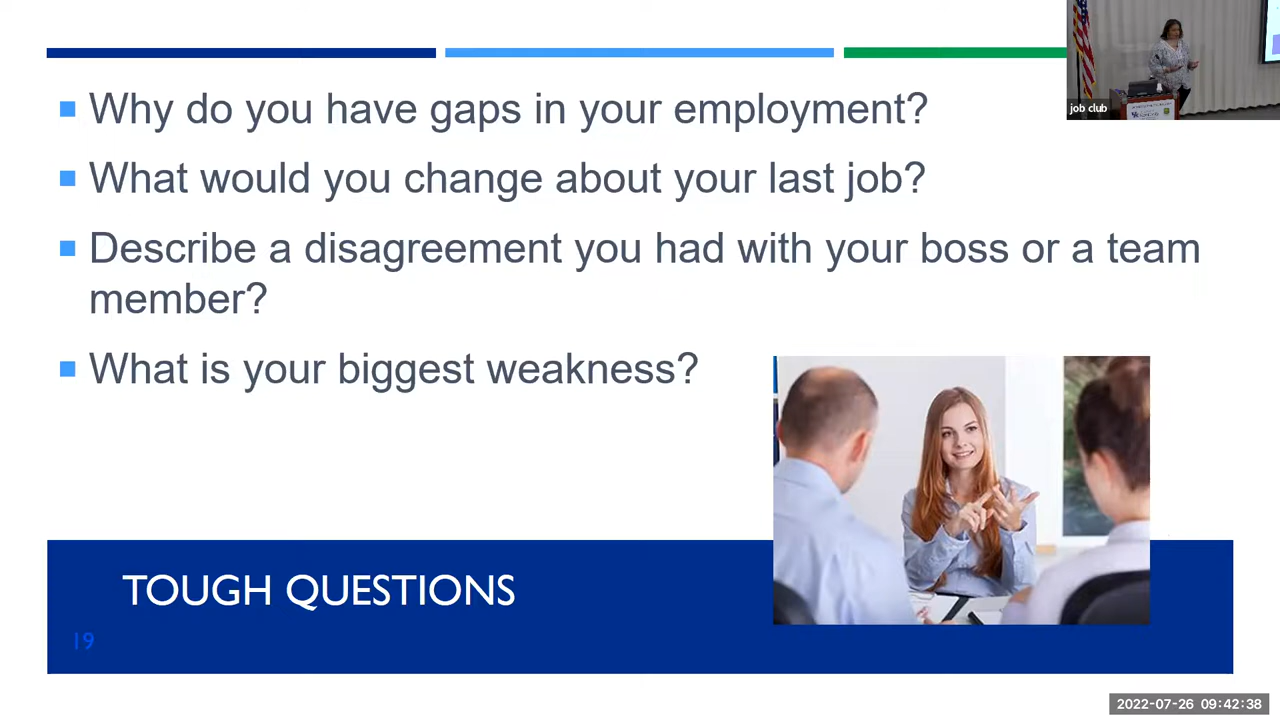 Why do you have gaps in your employment?
job club
What would you change about your last job?
Describe a disagreement you had with your boss or a team
member?
What is your biggest weakness?
TOUGH QUESTIONS
19
2022-07-26 09:42:38